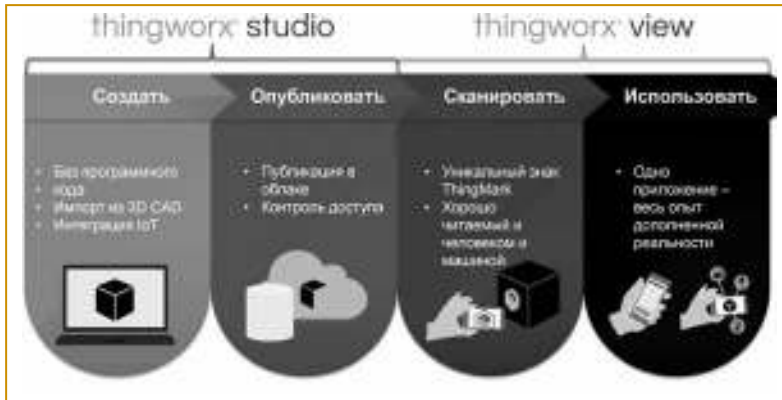 thingworx studio
thingworx view
Создать
Опубликовать
Сканировать
Использовать
• Без программного
• кода
• Импорт из 3D CAD
• Интеграция IoT
• Публикация в
облаке
• Контроль доступа
• Уникальный знак
ThingMark
• Хорошо
читаемый и
человеком и
машиной
• Одно
приложение –
весь опыт
дополненной
реальности